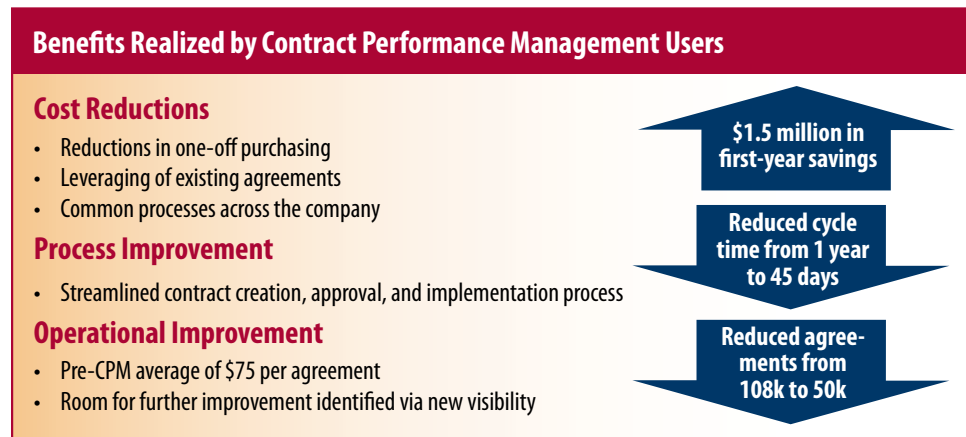 Benefits Realized by Contract Performance Management Users
Cost Reductions
• Reductions in one-off purchasing
• Leveraging of existing agreements
• Common processes across the company
$1.5 million in
first-year savings
Process Improvement
• Streamlined contract creation, approval, and implementation process
Reduced cycle
time from 1 year
to 45 days
Operational Improvement
• Pre-CPM average of $75 per agreement
• Room for further improvement identified via new visibility
Reduced agree-
ments from
108k to 50k